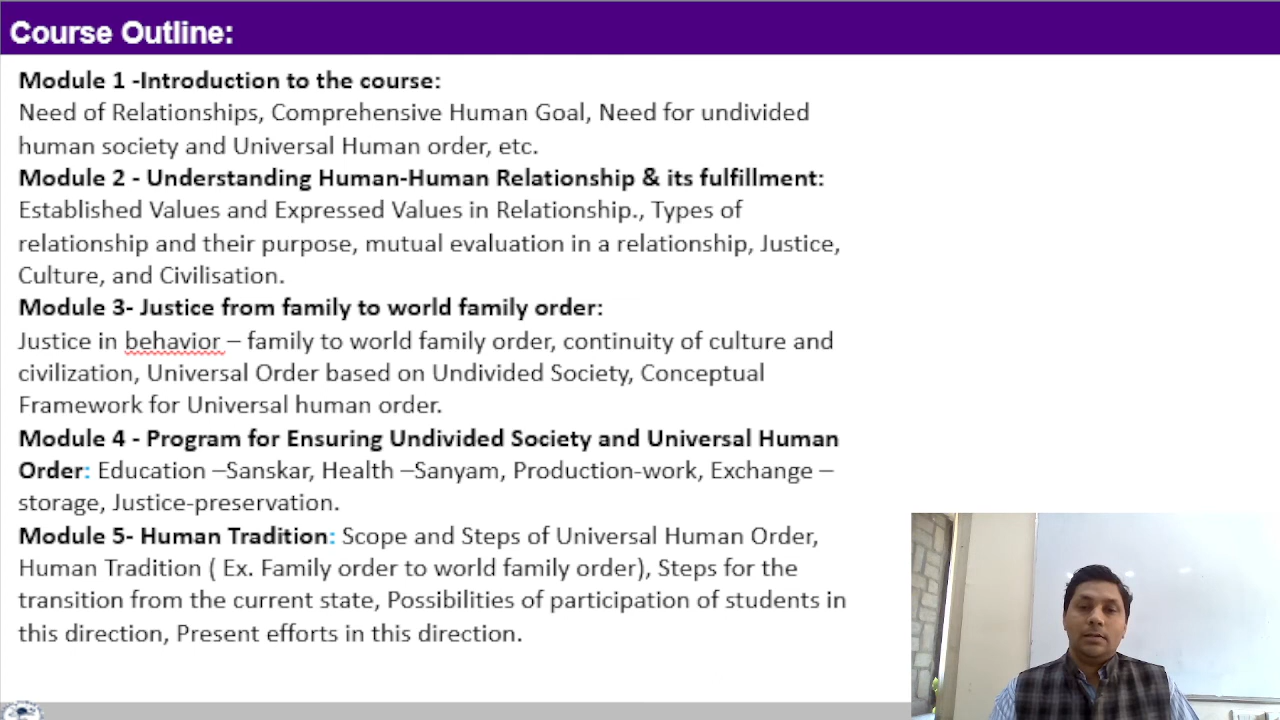 Course Outline:
Module 1 -Introduction to the course:
Need of Relationships, Comprehensive Human Goal, Need for undivided
human society and Universal Human order, etc.
Module 2 - Understanding Human-Human Relationship & its fulfillment:
Established Values and Expressed Values in Relationship., Types of
relationship and their purpose, mutual evaluation in a relationship, Justice,
Culture, and Civilisation.
Module 3- Justice from family to world family order:
Justice in behavior – family to world family order, continuity of culture and
civilization, Universal Order based on Undivided Society, Conceptual
Framework for Universal human order.
Module 4 - Program for Ensuring Undivided Society and Universal Human
Order: Education –Sanskar, Health –Sanyam, Production-work, Exchange –
storage, Justice-preservation.
Module 5- Human Tradition: Scope and Steps of Universal Human Order,
Human Tradition ( Ex. Family order to world family order), Steps for the
transition from the current state, Possibilities of participation of students in
this direction, Present efforts in this direction.